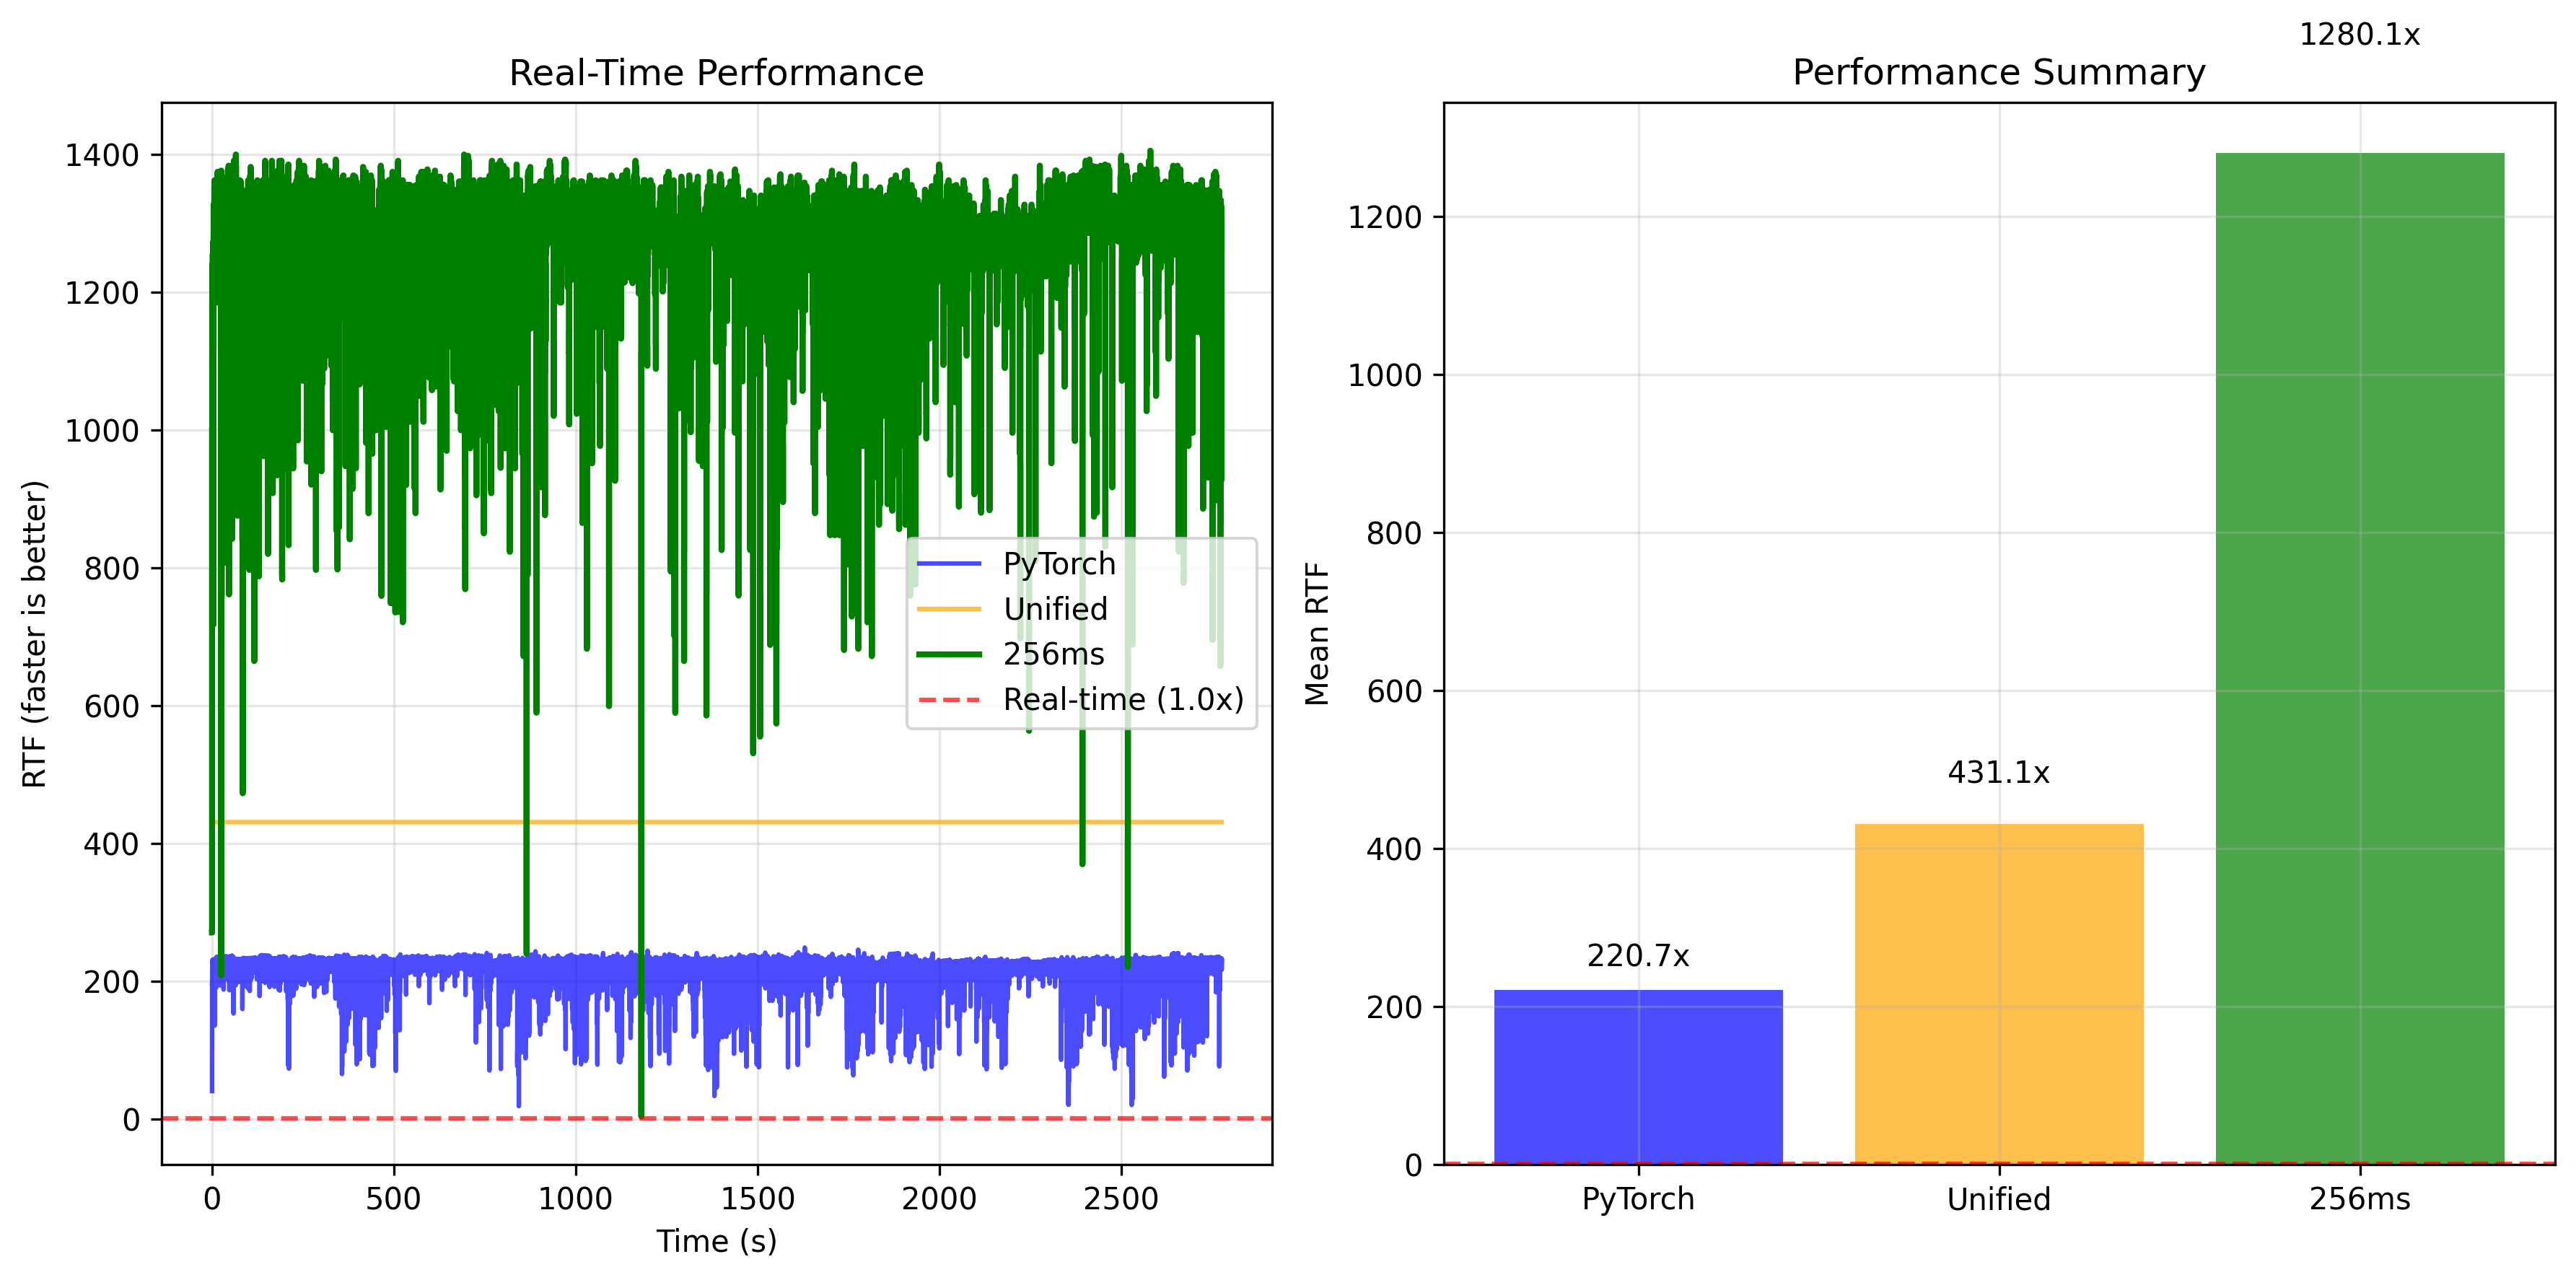 Real-Time Performance
RTF (faster is better)
1400
1200
1000
800
600
400
200
0
0 500 1000 1500 2000 2500
Time (s)
PyTorch
Unified
256ms
Real-time (1.0x)
Performance Summary
Mean RTF
1200
1000
800
600
400
200
0
1280.1x
431.1x
220.7x
PyTorch Unified 256ms